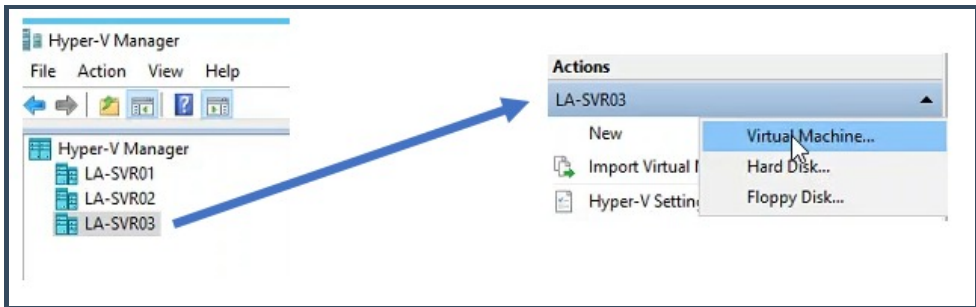 Hyper-V Manager
File Action View Help
Hyper-V Manager
LA-SVR01
LA-SVR02
LA-SVR03
Actions
LA-SVR03
New
Virtual Machine...
Import Virtual
Hard Disk...
Hyper-V
Floppy Disk...